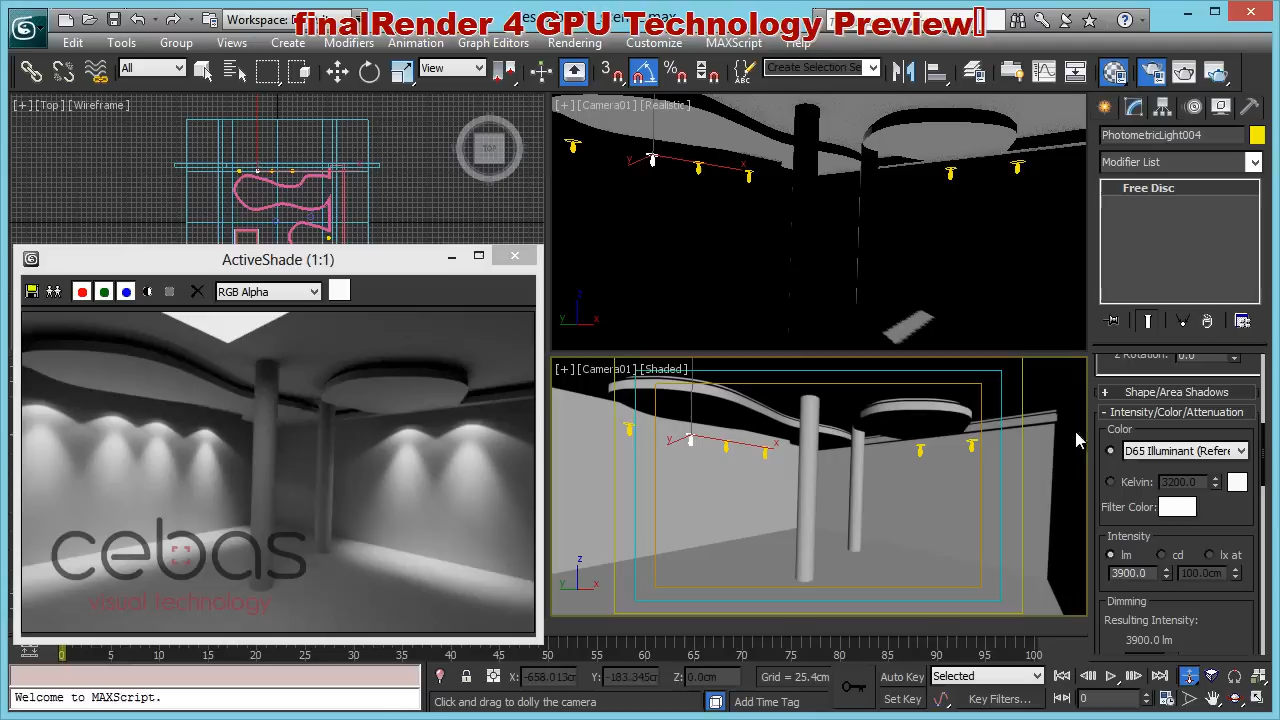 Workspace:
finalRender 4 GPU Technology Preview
Edit Tools Group Views Create Modifiers Animation Graph Editors Rendering Customize MAXScript Help
All View 3 Create Selection Se
[+][Top][Wireframe]
TOP
[+][Camera01][Realistic]
y x
z
y x
PhotometricLight004
Modifier List
Free Disc
ActiveShade (1:1)
RGB Alpha
cebas
visual technology
[+][Camera01][Shaded]
y x
z
y x
Z Rotation: 0.0
+ Shape/Area Shadows
- Intensity/Color/Attenuation
Color
D65 Illuminant (Refere
Kelvin: 3200.0
Filter Color:
Intensity
lm cd lx at
3900.0 100.0cm
Dimming
Resulting Intensity:
3900.0 lm
0 5 10 15 20 25 30 35 40 45 50 55 60 65 70 75 80 85 90 95 100
X: -658.013cm Y: -183.345cm Z: 0.0cm Grid = 25.4cm Auto Key Selected
Welcome to MAXScript.
Click and drag to dolly the camera Add Time Tag Set Key Key Filters... 0